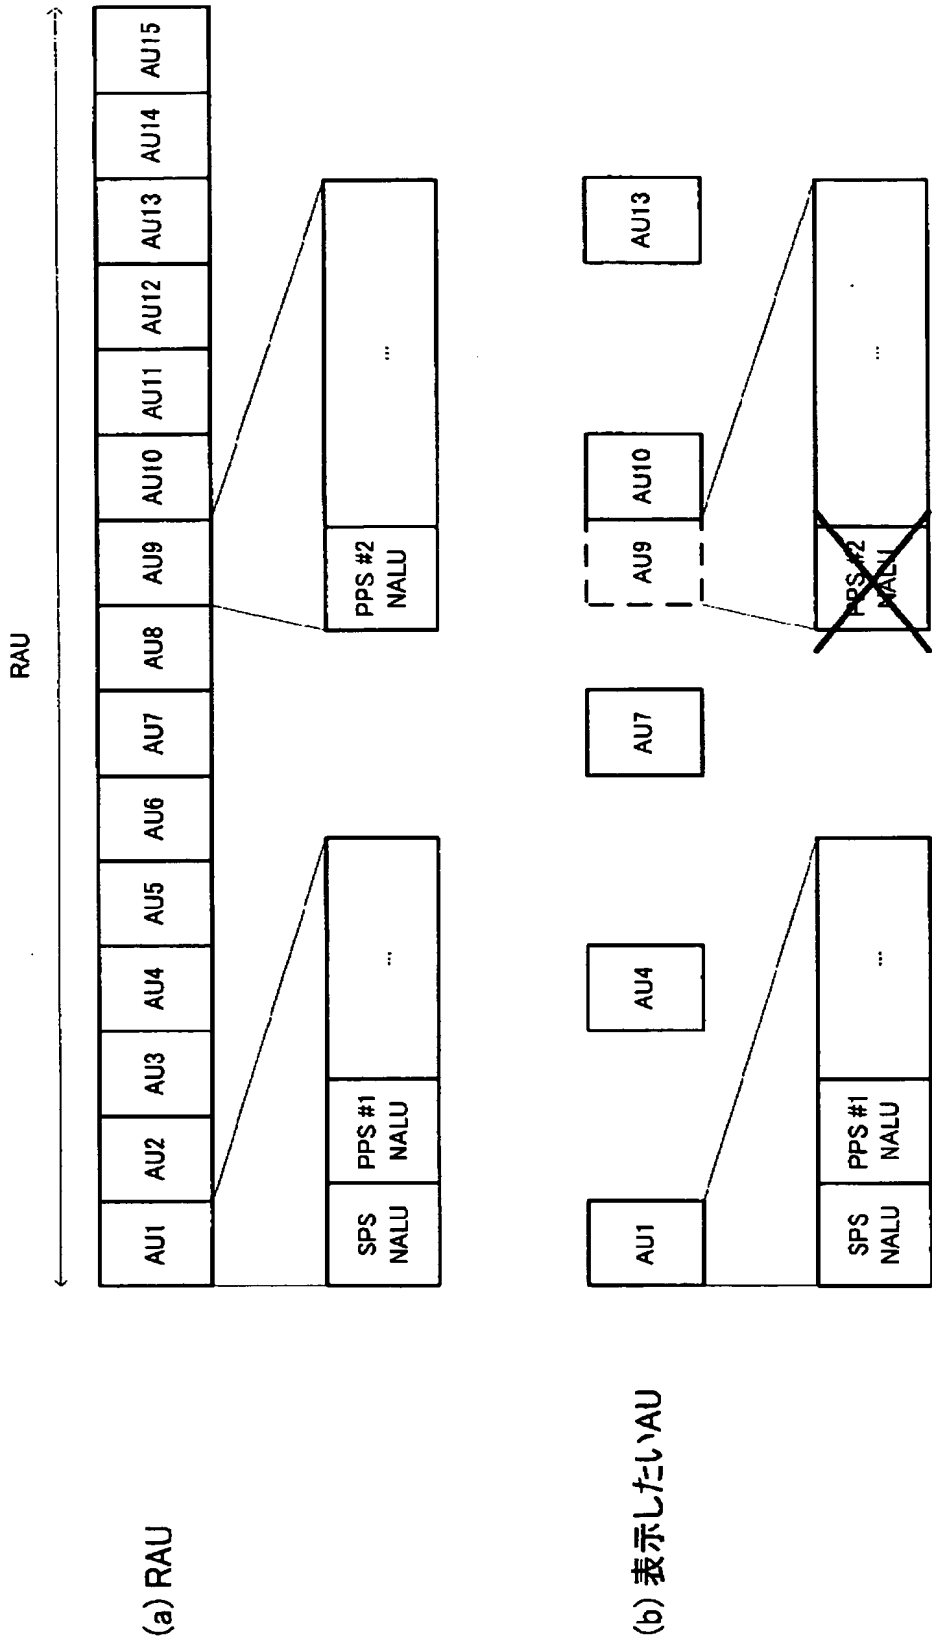 RAU
(a) RAU
AU1 AU2 AU3 AU4 AU5 AU6 AU7 AU8 AU9 AU10 AU11 AU12 AU13 AU14 AU15
SPS NALU
PPS #1 NALU
...
PPS #2 NALU
...
(b) 表示したいAU
AU1 AU4 AU7 AU9 AU10 AU13
SPS NALU
PPS #1 NALU
...
PPS #2 NALU
...